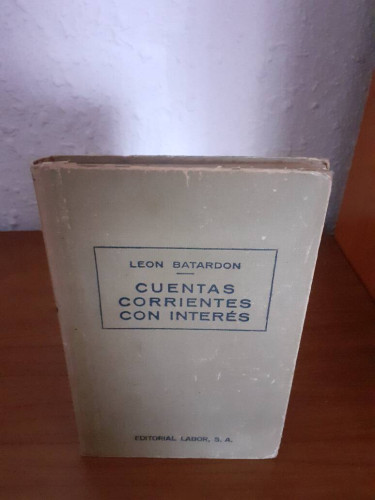 LEON BATARDON
CUENTAS
CORRIENTES
CON INTERÉS
EDITORIAL LABOR, S. A.